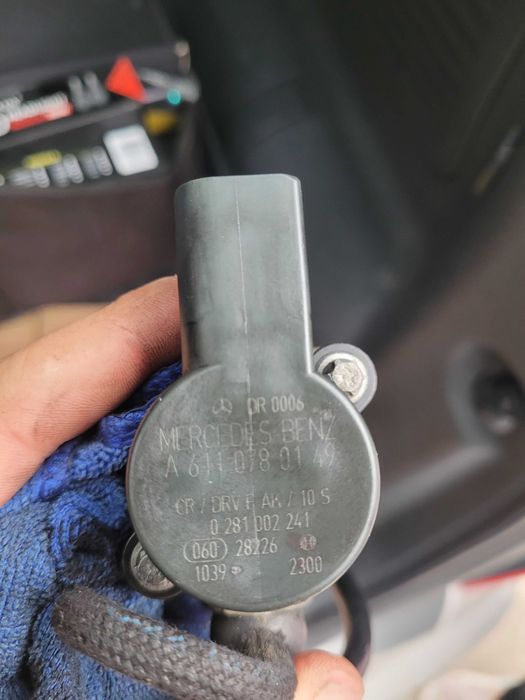 QR 0006
MERCEDES BENZ
A 611 078 01 49
CR / DRV P AK / 10 S
0 281 002 241
060 28226
1039 2300